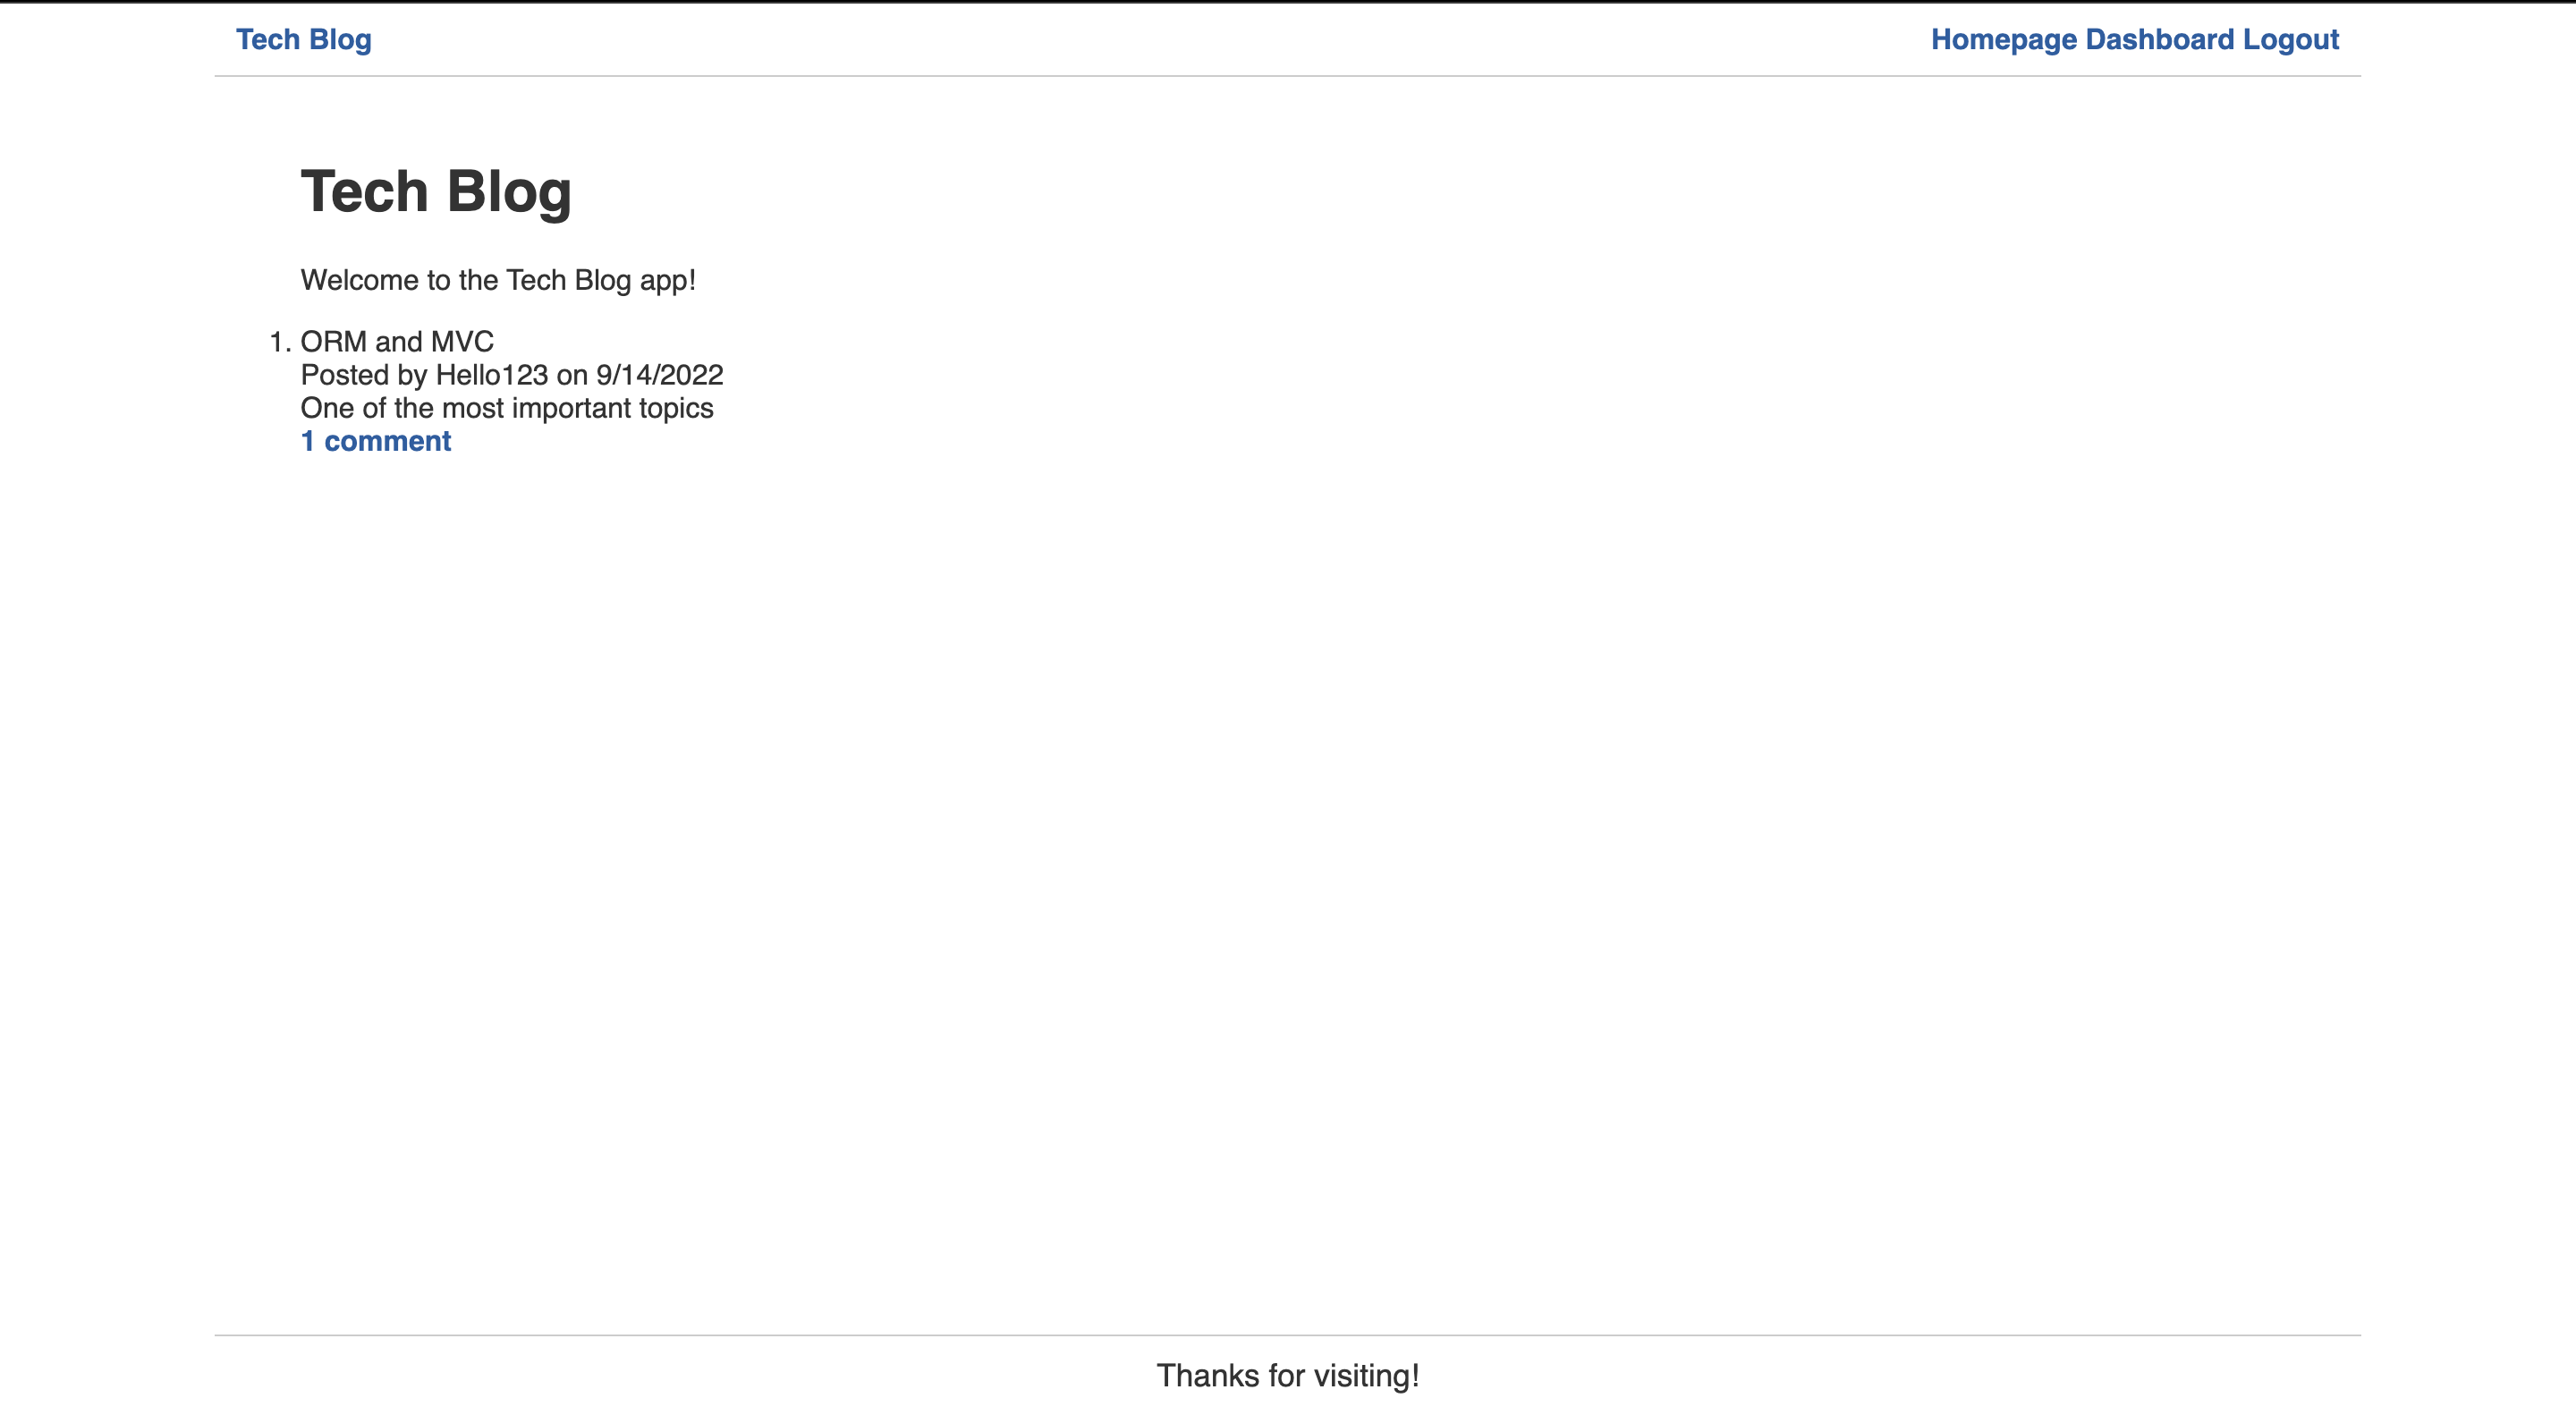 Tech Blog
Homepage Dashboard Logout
Tech Blog
Welcome to the Tech Blog app!
1. ORM and MVC
Posted by Hello123 on 9/14/2022
One of the most important topics
1 comment
Thanks for visiting!